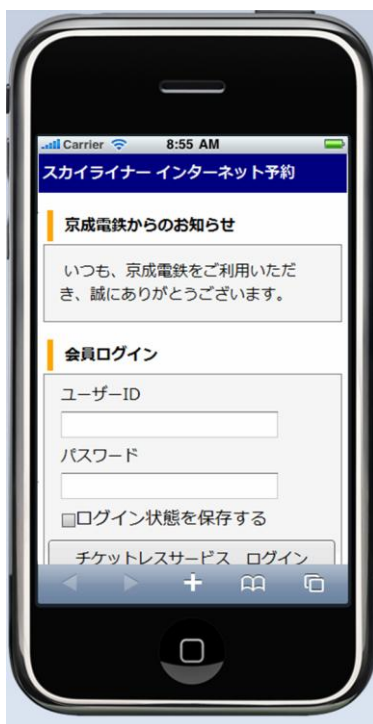 Carrier 8:55 AM
スカイライナー インターネット予約
京成電鉄からのお知らせ
いつも、京成電鉄をご利用いただ
き、誠にありがとうございます。
会員ログイン
ユーザーID
パスワード
ログイン状態を保存する
チケットレスサービス ログイン